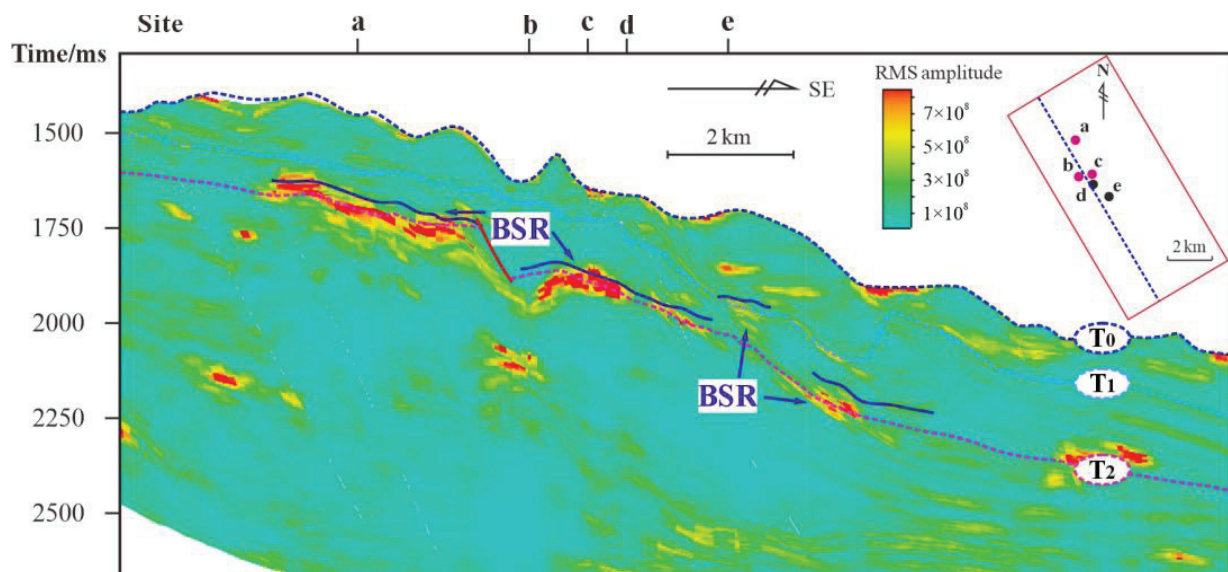 Site a b c d e
Time/ms
1500
1750
2000
2250
2500
SE
2 km
RMS amplitude
7×10⁸
5×10⁸
3×10⁸
1×10⁸
N
a
b
c
d
e
2 km
BSR
BSR
T₀
T₁
T₂